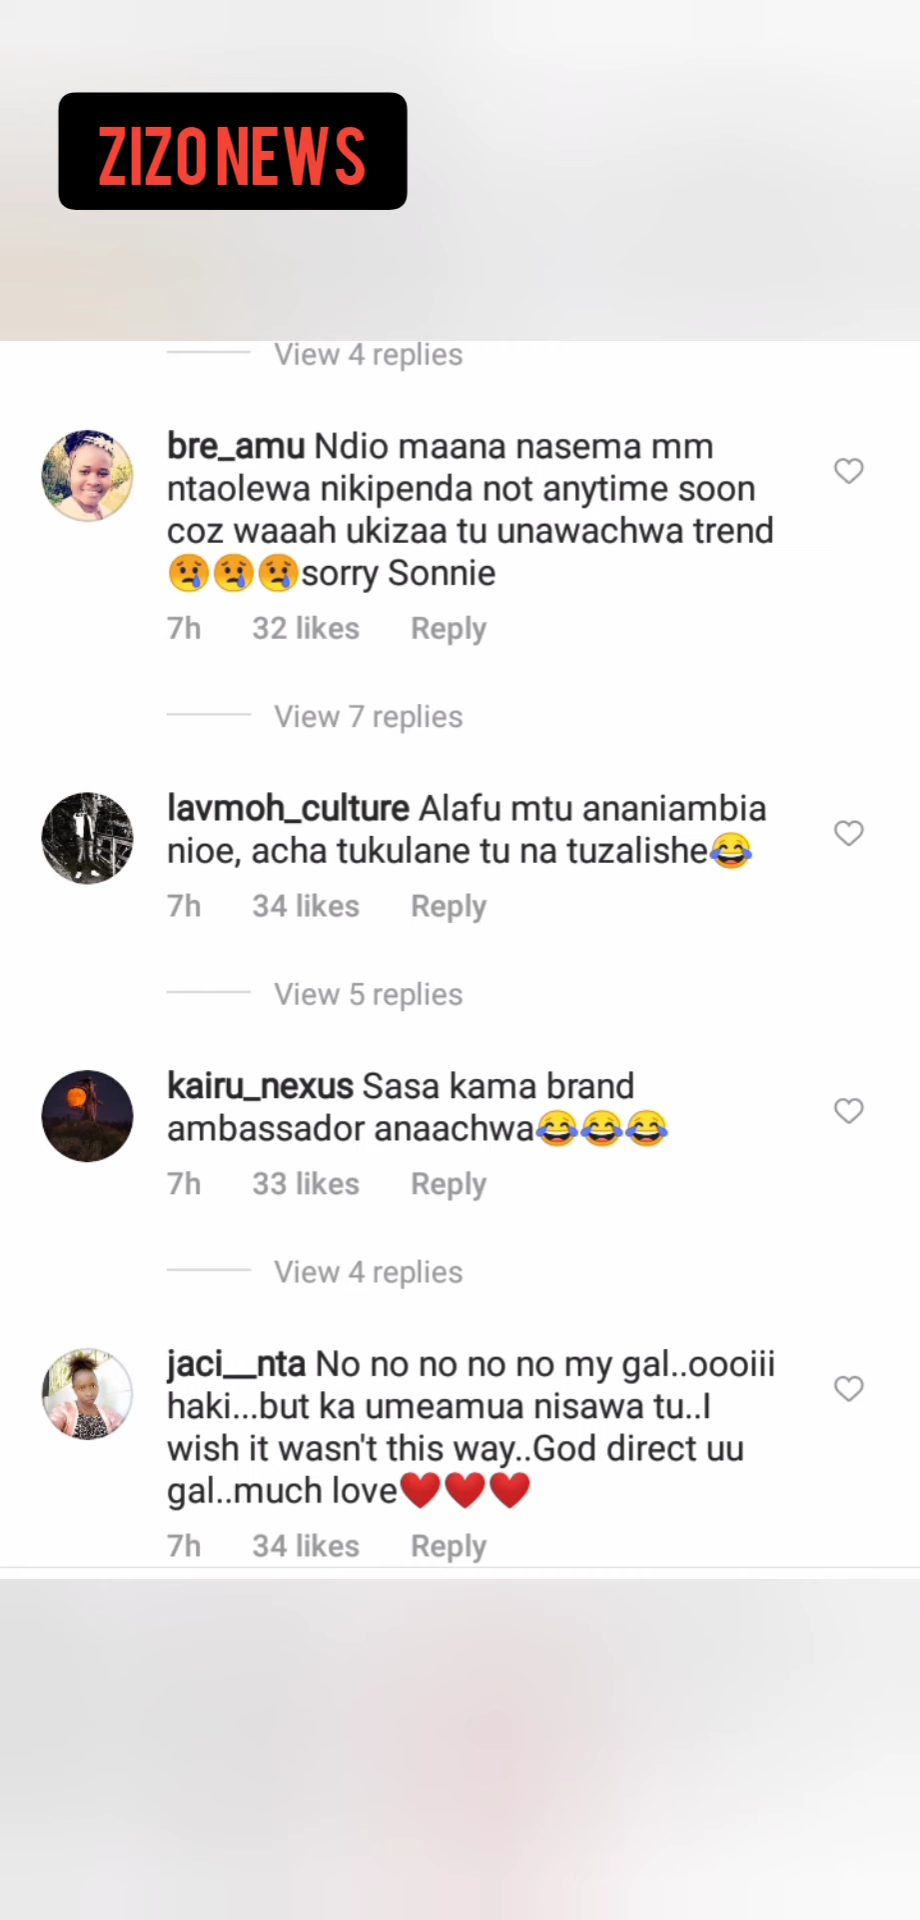 ZIZO NEWS
View 4 replies
bre_amu Ndio maana nasema mm
ntaolewa nikipenda not anytime soon
coz waaah ukizaa tu unawachwa trend
😢😢😢sorry Sonnie
7h 32 likes Reply
View 7 replies
lavmoh_culture Alafu mtu ananiambia
nioe, acha tukulane tu na tuzalishe😂
7h 34 likes Reply
View 5 replies
kairu_nexus Sasa kama brand
ambassador anaachwa😂😂😂
7h 33 likes Reply
View 4 replies
jaci__nta No no no no no my gal..oooiii
haki...but ka umeamua nisawa tu..I
wish it wasn't this way..God direct uu
gal..much love❤️❤️❤️
7h 34 likes Reply